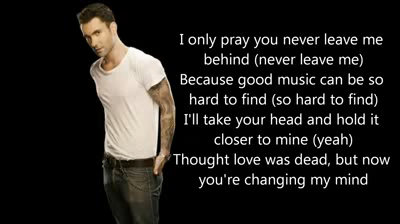 I only pray you never leave me
behind (never leave me)
Because good music can be so
hard to find (so hard to find)
I'll take your head and hold it
closer to mine (yeah)
Thought love was dead, but now
you're changing my mind